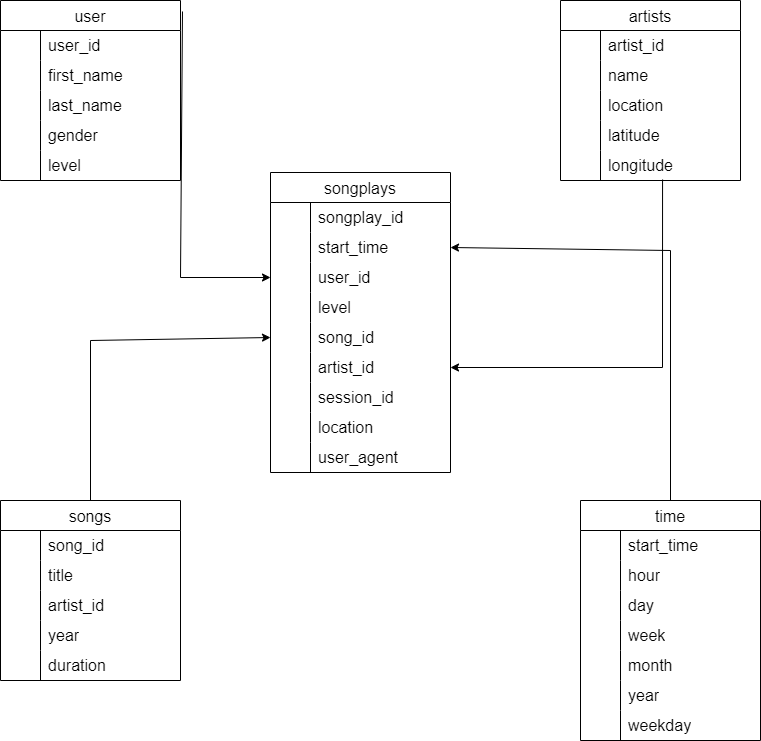 user
user_id
first_name
last_name
gender
level
artists
artist_id
name
location
latitude
longitude
songplays
songplay_id
start_time
user_id
level
song_id
artist_id
session_id
location
user_agent
songs
song_id
title
artist_id
year
duration
time
start_time
hour
day
week
month
year
weekday